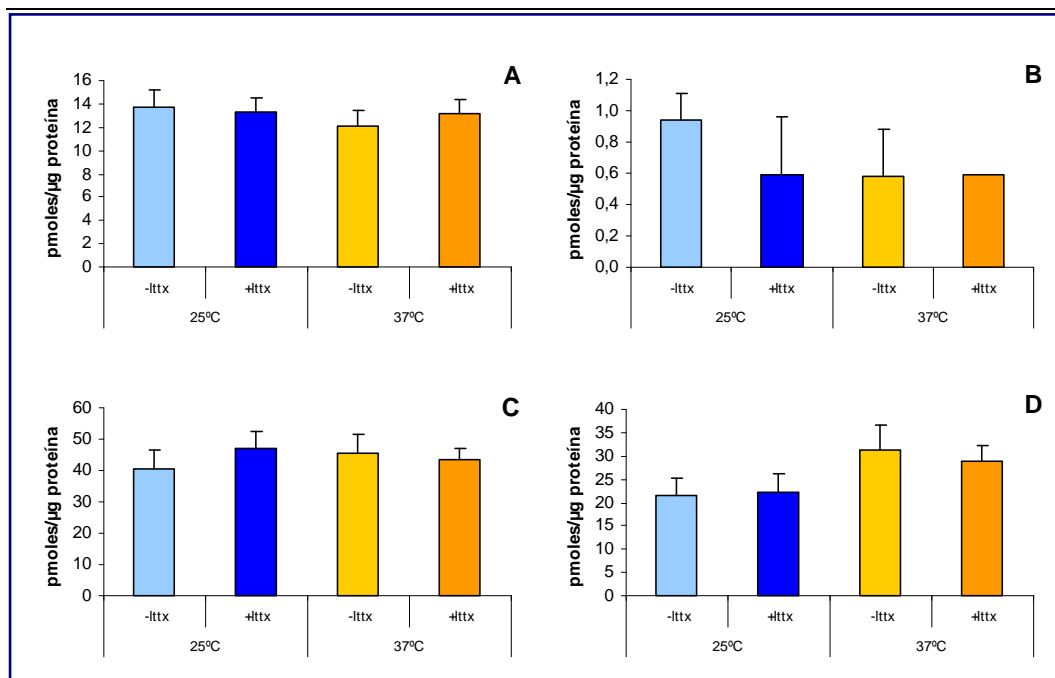 A
pmoles/µg proteína
16
14
12
10
8
6
4
2
0
-lttx +lttx -lttx +lttx
25ºC 37ºC
B
pmoles/µg proteína
1,2
1,0
0,8
0,6
0,4
0,2
0,0
-lttx +lttx -lttx +lttx
25ºC 37ºC
C
pmoles/µg proteína
60
50
40
30
20
10
0
-lttx +lttx -lttx +lttx
25ºC 37ºC
D
pmoles/µg proteína
40
35
30
25
20
15
10
5
0
-lttx +lttx -lttx +lttx
25ºC 37ºC